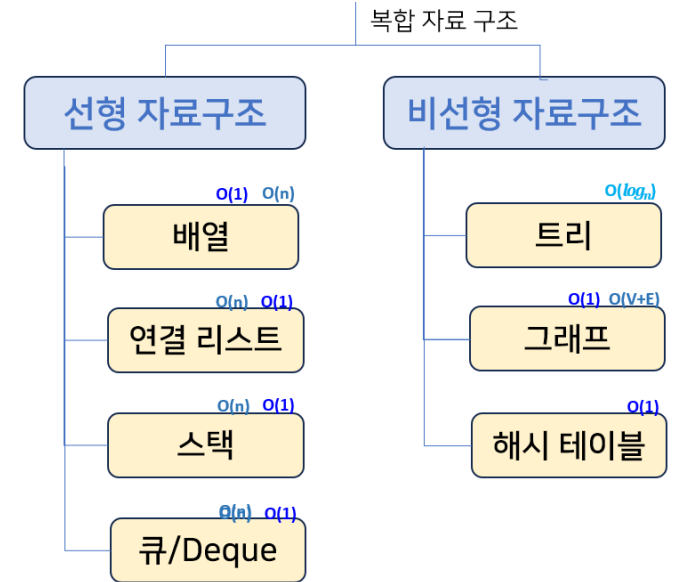 복합 자료 구조
선형 자료구조
비선형 자료구조
O(1) O(n)
배열
O(n) O(1)
연결 리스트
O(n) O(1)
스택
O(n) O(1)
큐/Deque
O(logₙ)
트리
O(1) O(V+E)
그래프
O(1)
해시 테이블